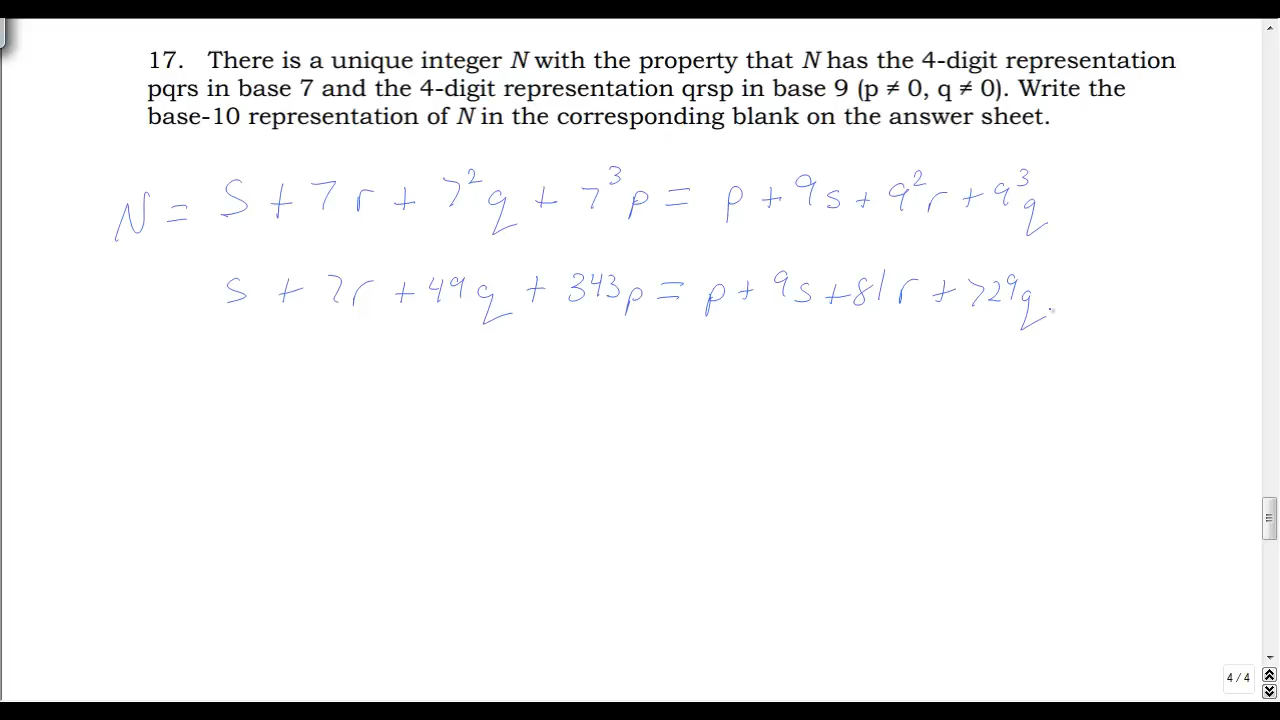 17. There is a unique integer N with the property that N has the 4-digit representation
pqrs in base 7 and the 4-digit representation qrsp in base 9 (p ≠ 0, q ≠ 0). Write the
base-10 representation of N in the corresponding blank on the answer sheet.
N = S + 7r + 7²q + 7³p = p + 9s + 9²r + 9³q
s + 7r + 49q + 343p = p + 9s + 81r + 729q
4 / 4